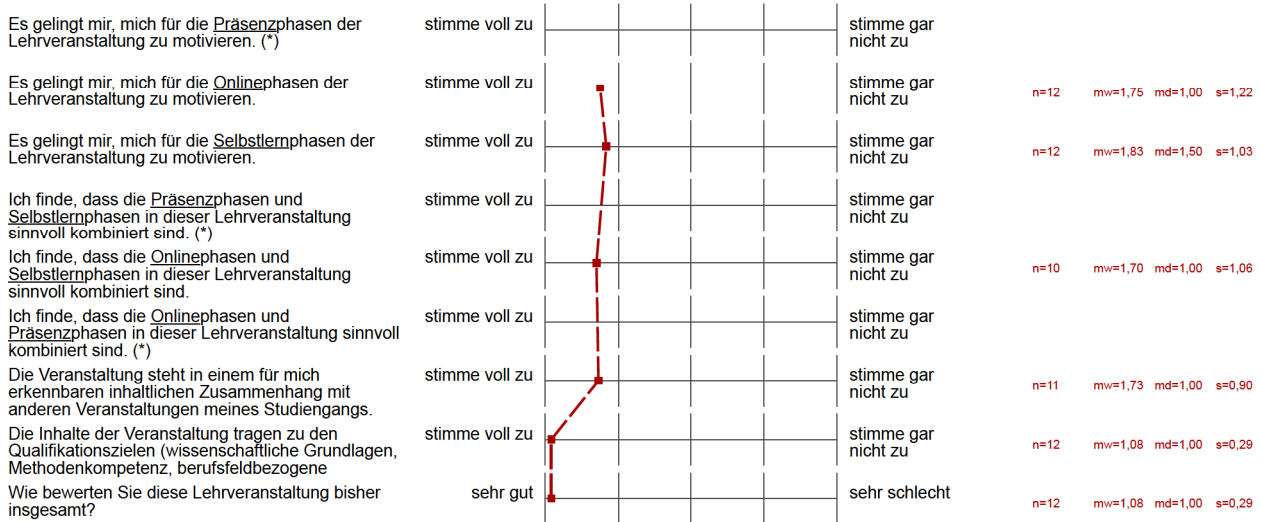 Es gelingt mir, mich für die Präsenzphasen der
Lehrveranstaltung zu motivieren. (*)
stimme voll zu
stimme gar
nicht zu
Es gelingt mir, mich für die Onlinephasen der
Lehrveranstaltung zu motivieren.
stimme voll zu
stimme gar
nicht zu
n=12 mw=1,75 md=1,00 s=1,22
Es gelingt mir, mich für die Selbstlernphasen der
Lehrveranstaltung zu motivieren.
stimme voll zu
stimme gar
nicht zu
n=12 mw=1,83 md=1,50 s=1,03
Ich finde, dass die Präsenzphasen und
Selbstlernphasen in dieser Lehrveranstaltung
sinnvoll kombiniert sind. (*)
stimme voll zu
stimme gar
nicht zu
Ich finde, dass die Onlinephasen und
Selbstlernphasen in dieser Lehrveranstaltung
sinnvoll kombiniert sind.
stimme voll zu
stimme gar
nicht zu
n=10 mw=1,70 md=1,00 s=1,06
Ich finde, dass die Onlinephasen und
Präsenzphasen in dieser Lehrveranstaltung sinnvoll
kombiniert sind. (*)
stimme voll zu
stimme gar
nicht zu
Die Veranstaltung steht in einem für mich
erkennbaren inhaltlichen Zusammenhang mit
anderen Veranstaltungen meines Studiengangs.
stimme voll zu
stimme gar
nicht zu
n=11 mw=1,73 md=1,00 s=0,90
Die Inhalte der Veranstaltung tragen zu den
Qualifikationszielen (wissenschaftliche Grundlagen,
Methodenkompetenz, berufsfeldbezogene
stimme voll zu
stimme gar
nicht zu
n=12 mw=1,08 md=1,00 s=0,29
Wie bewerten Sie diese Lehrveranstaltung bisher
insgesamt?
sehr gut
sehr schlecht
n=12 mw=1,08 md=1,00 s=0,29